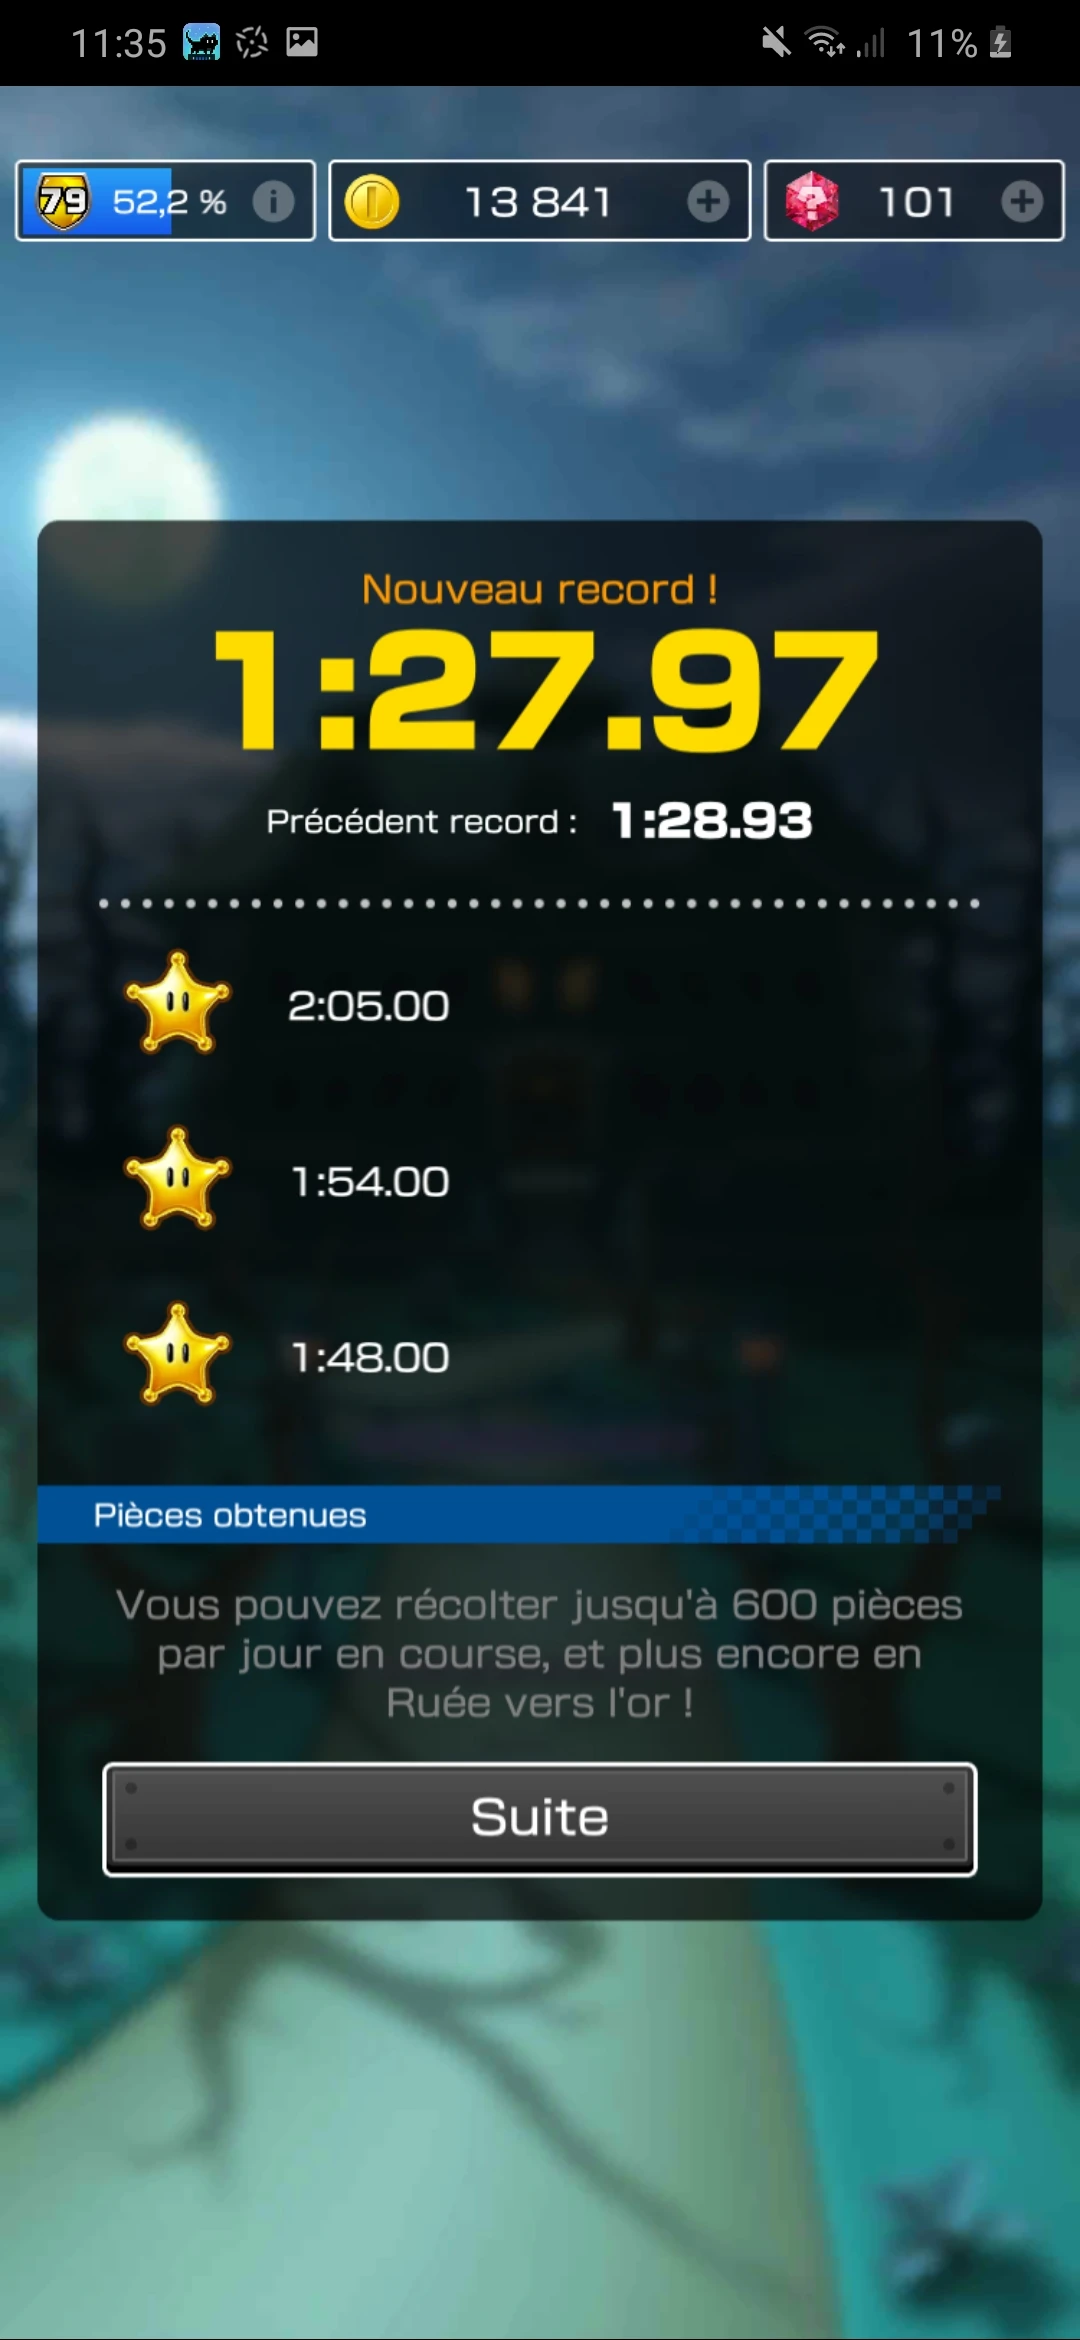 11:35 11%
79 52,2 % 13 841 101
Nouveau record !
1:27.97
Précédent record : 1:28.93
2:05.00
1:54.00
1:48.00
Pièces obtenues
Vous pouvez récolter jusqu'à 600 pièces
par jour en course, et plus encore en
Ruée vers l'or !
Suite